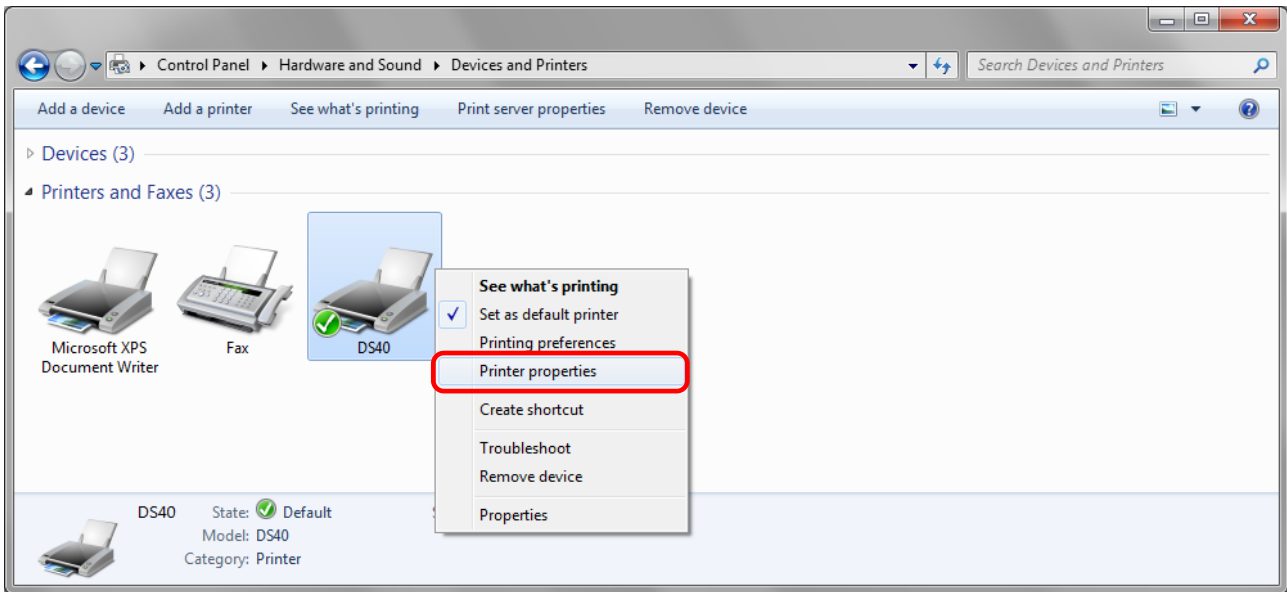 Control Panel Hardware and Sound Devices and Printers Search Devices and Printers
Add a device Add a printer See what's printing Print server properties Remove device
Devices (3)
Printers and Faxes (3)
Microsoft XPS
Document Writer
Fax
DS40
See what's printing
Set as default printer
Printing preferences
Printer properties
Create shortcut
Troubleshoot
Remove device
Properties
DS40 State: Default
Model: DS40
Category: Printer